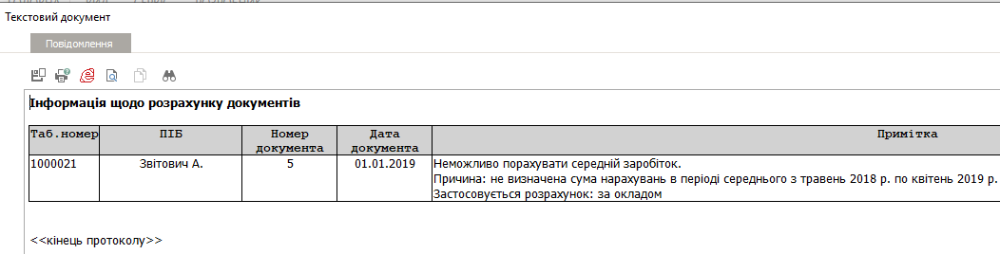 Текстовий документ
Повідомлення
Інформація щодо розрахунку документів
Таб.номер ПІБ Номер документа Дата документа Примітка
1000021 Звітович А. 5 01.01.2019 Неможливо порахувати середній заробіток.
Причина: не визначена сума нарахувань в періоді середнього з травень 2018 р. по квітень 2019 р.
Застосовується розрахунок: за окладом
<<кінець протоколу>>